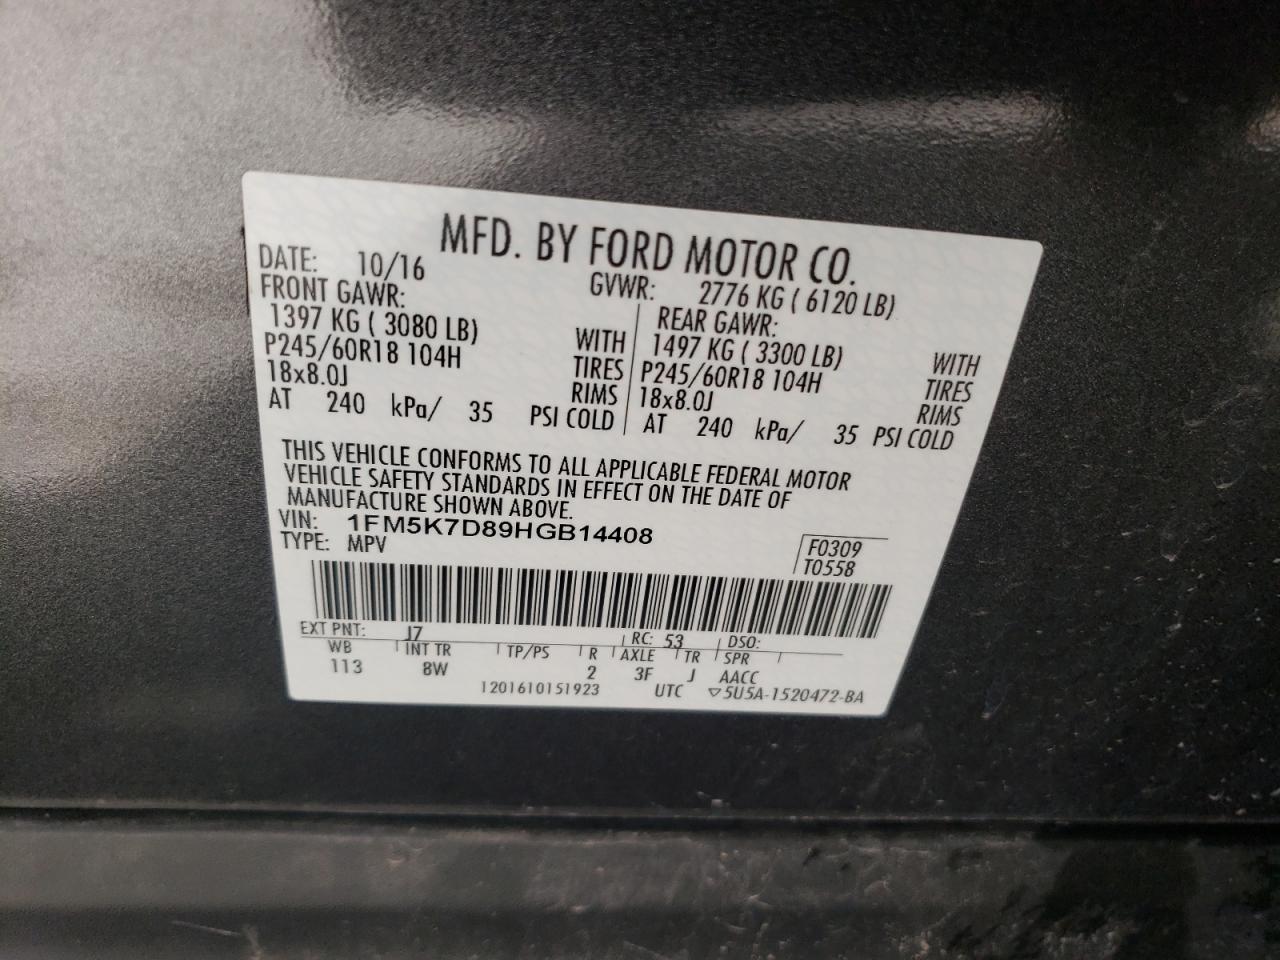 MFD. BY FORD MOTOR CO.
DATE: 10/16 GVWR: 2776 KG ( 6120 LB)
FRONT GAWR: REAR GAWR:
1397 KG ( 3080 LB) WITH 1497 KG ( 3300 LB) WITH
P245/60R18 104H TIRES P245/60R18 104H TIRES
18x8.0J RIMS 18x8.0J RIMS
AT 240 kPa/ 35 PSI COLD AT 240 kPa/ 35 PSI COLD
THIS VEHICLE CONFORMS TO ALL APPLICABLE FEDERAL MOTOR
VEHICLE SAFETY STANDARDS IN EFFECT ON THE DATE OF
MANUFACTURE SHOWN ABOVE.
VIN: 1FM5K7D89HGB14408
TYPE: MPV
F0309
T0558
EXT PNT: J7 RC: 53 DSO:
WB INT TR TP/PS R AXLE TR SPR
113 8W 2 3F J AACC
1201610151923 UTC ▽5U5A-1520472-BA